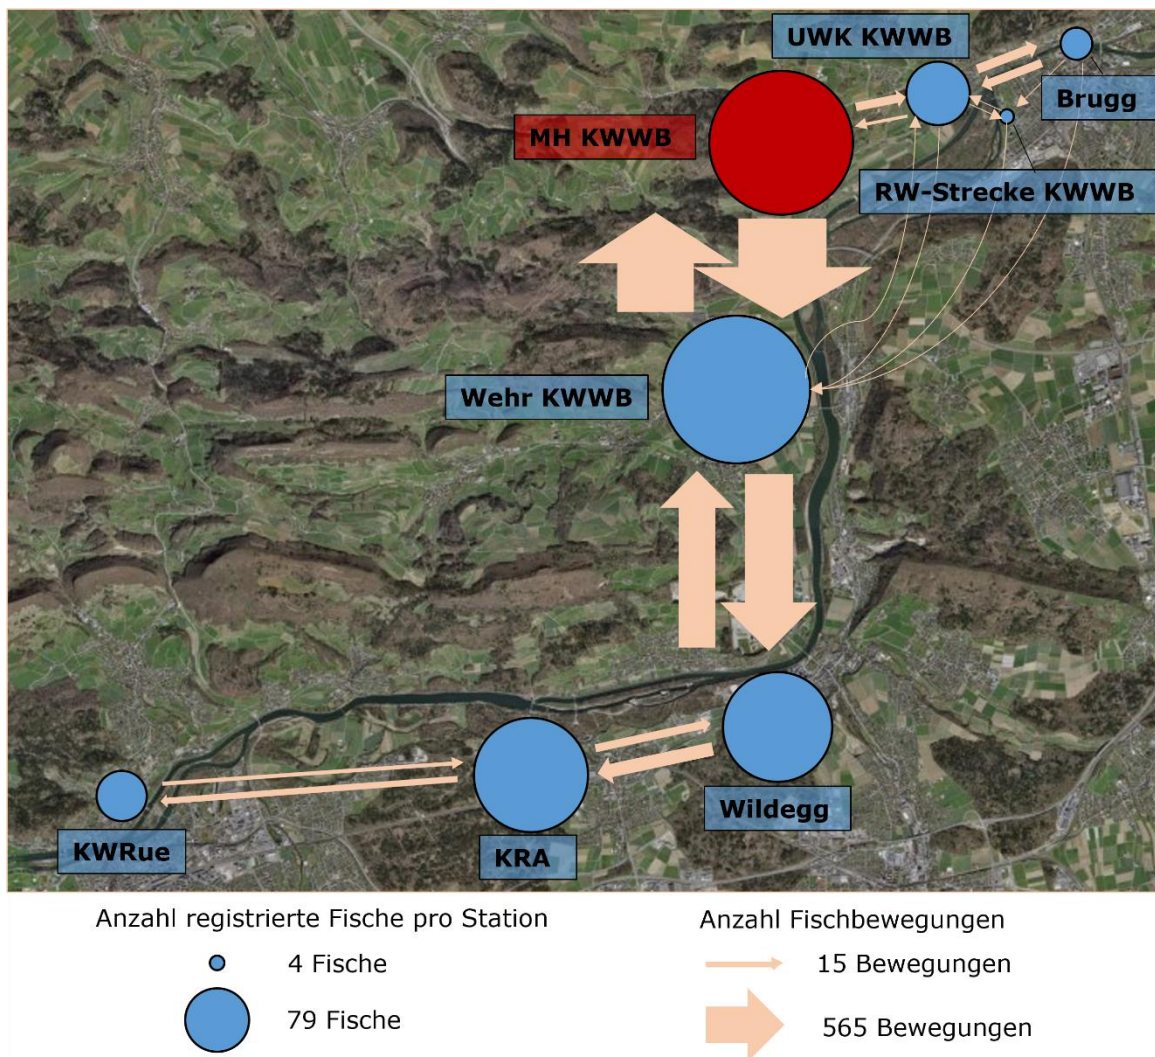 UWK KWWB
Brugg
MH KWWB
RW-Strecke KWWB
Wehr KWWB
Wildegg
KWRue
KRA
Anzahl registrierte Fische pro Station
4 Fische
79 Fische
Anzahl Fischbewegungen
15 Bewegungen
565 Bewegungen